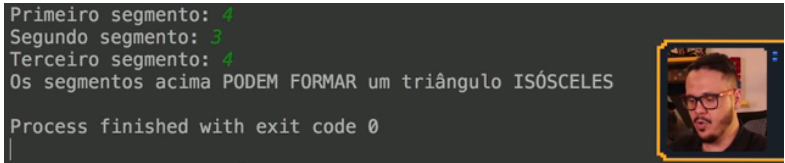 Primeiro segmento: 4
Segundo segmento: 3
Terceiro segmento: 4
Os segmentos acima PODEM FORMAR um triângulo ISÓSCELES
Process finished with exit code 0